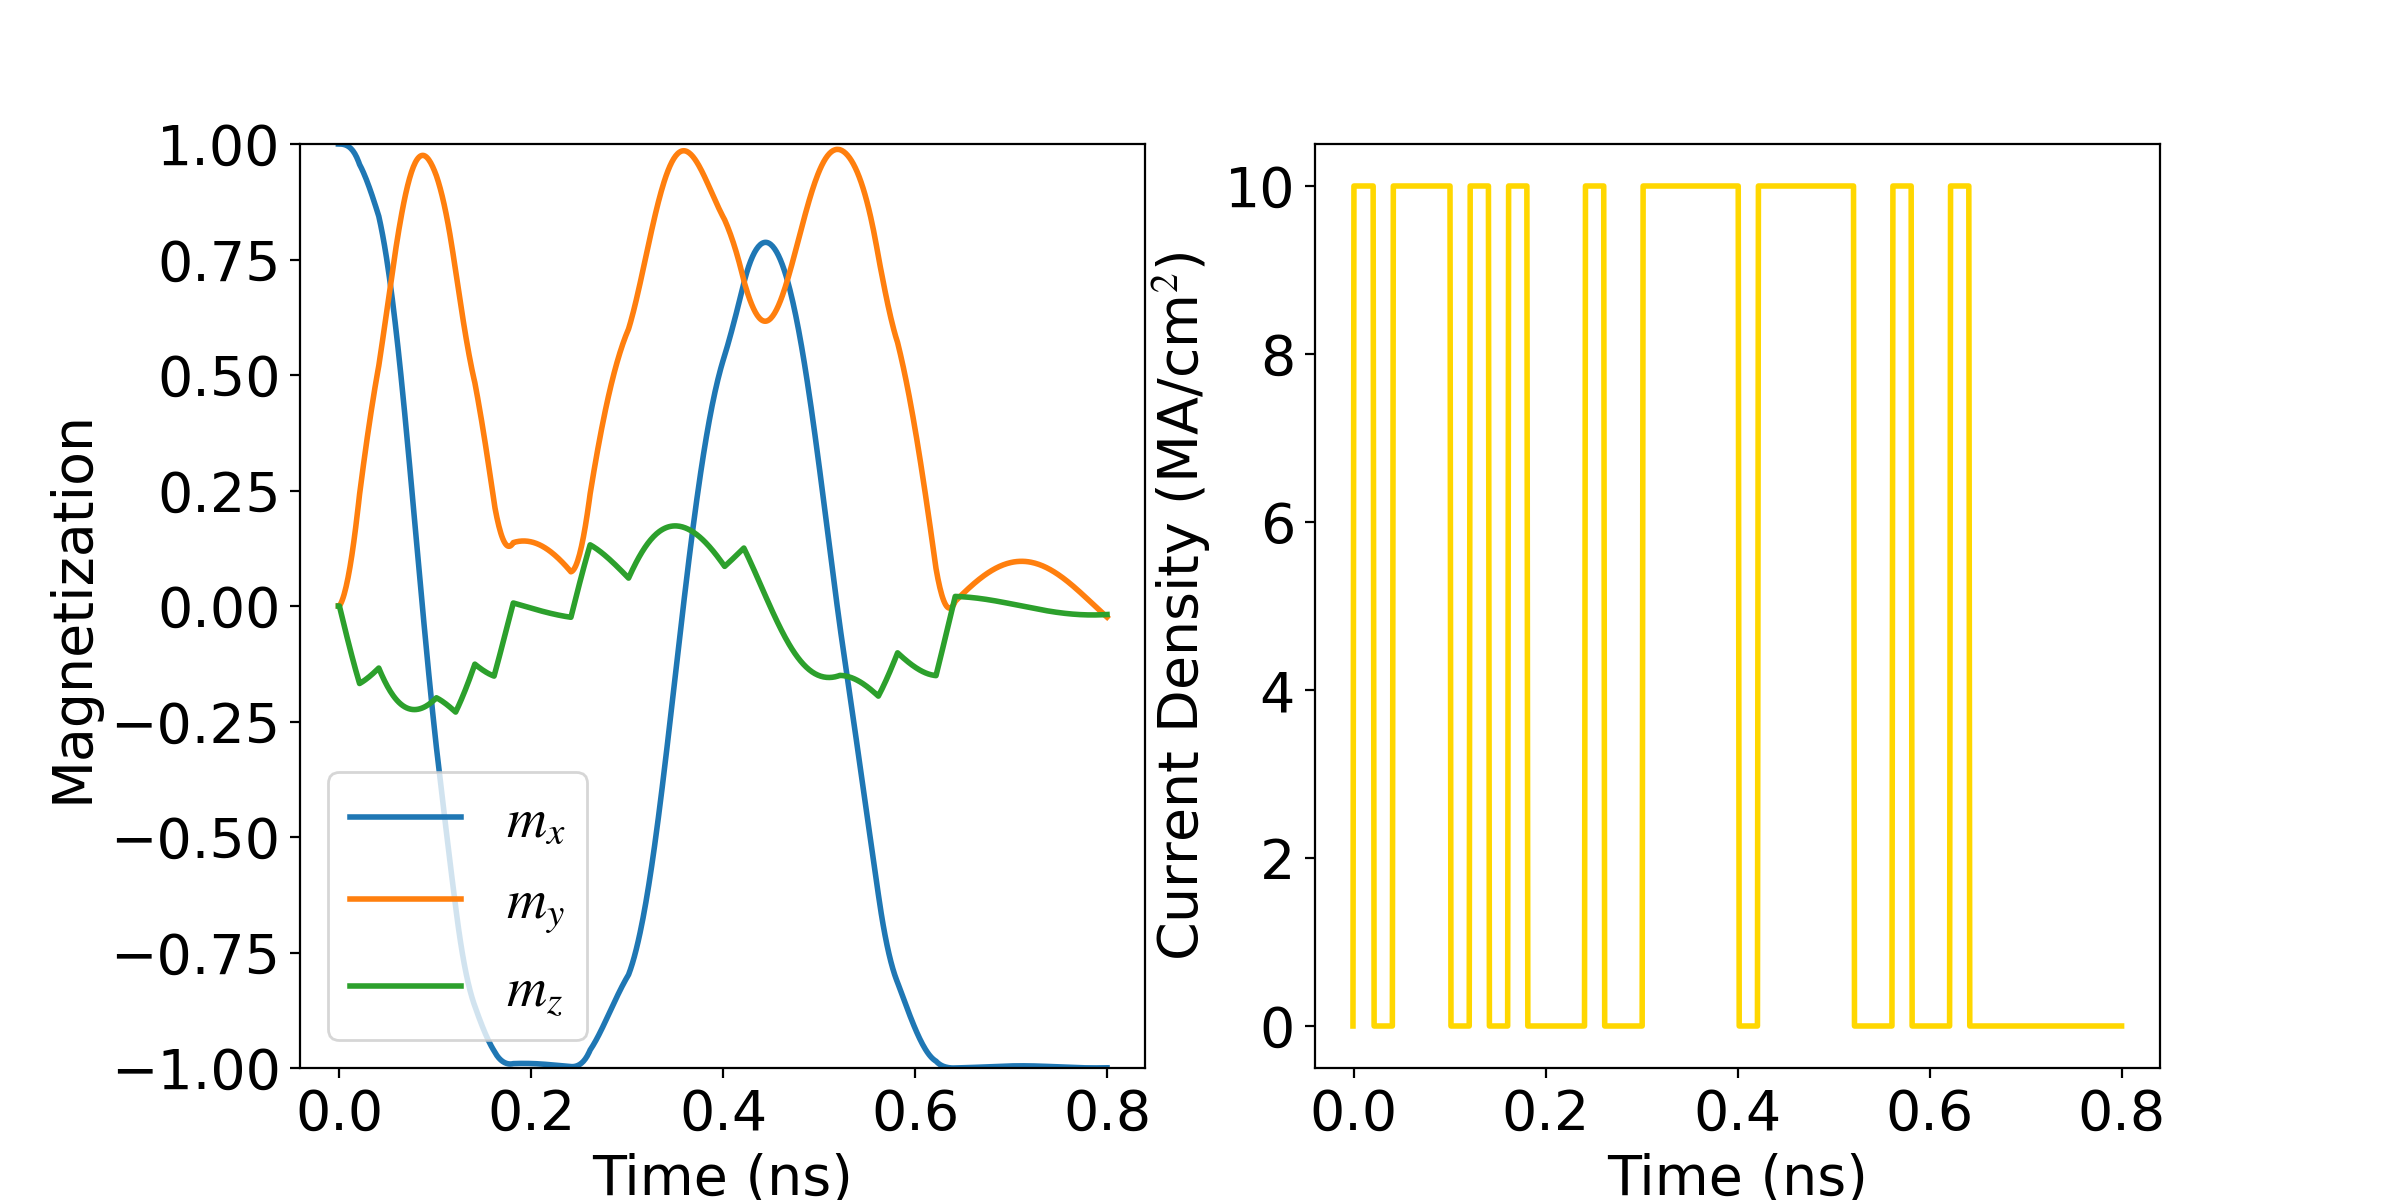 1.00
0.75
0.50
0.25
0.00
−0.25
−0.50
−0.75
−1.00
Magnetization
m_x
m_y
m_z
0.0 0.2 0.4 0.6 0.8
Time (ns)
10
8
6
4
2
0
Current Density (MA/cm²)
0.0 0.2 0.4 0.6 0.8
Time (ns)